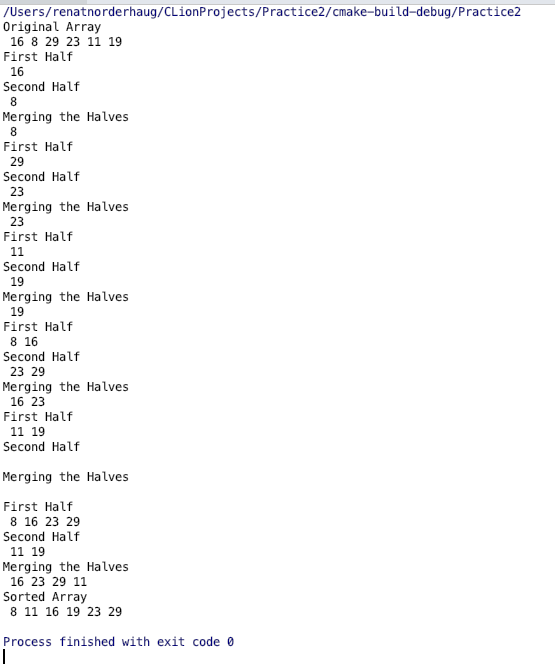 /Users/renatnorderhaug/CLionProjects/Practice2/cmake-build-debug/Practice2
Original Array
16 8 29 23 11 19
First Half
16
Second Half
8
Merging the Halves
8
First Half
29
Second Half
23
Merging the Halves
23
First Half
11
Second Half
19
Merging the Halves
19
First Half
8 16
Second Half
23 29
Merging the Halves
16 23
First Half
11 19
Second Half
Merging the Halves
First Half
8 16 23 29
Second Half
11 19
Merging the Halves
16 23 29 11
Sorted Array
8 11 16 19 23 29
Process finished with exit code 0